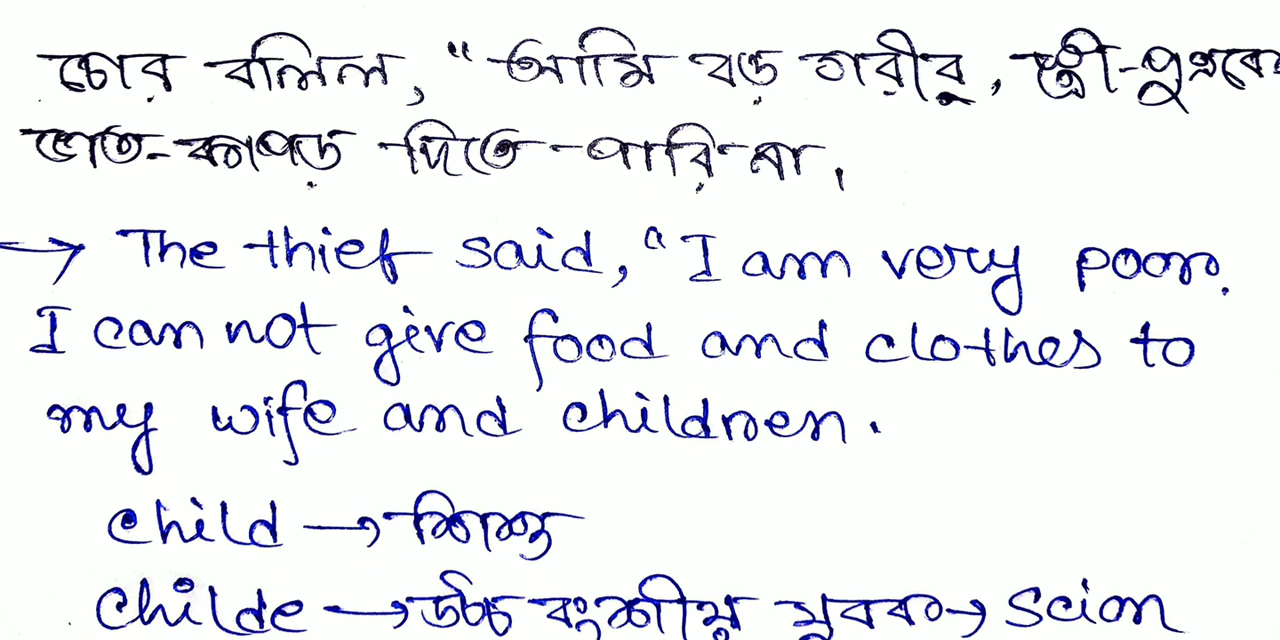 চোর বলিল, "আমি বড় গরীব, স্ত্রী-পুত্রকে
ভাত-কাপড় দিতে পারি না,
→ The thief said, "I am very poor.
I can not give food and clothes to
my wife and children.
child → শিশু
childe → উচ্চ বংশীয় যুবক → scion